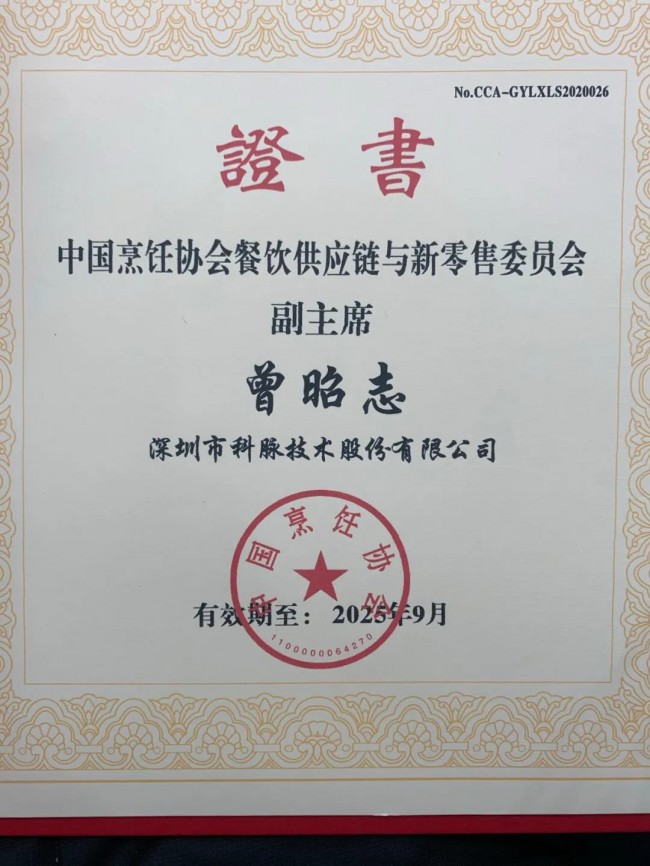 No.CCA-GYLXLS2020026
證書
中国烹饪协会餐饮供应链与新零售委员会
副主席
曾昭志
深圳市科脉技术股份有限公司
中国烹饪协会
有效期至：2025年9月
1100000064270